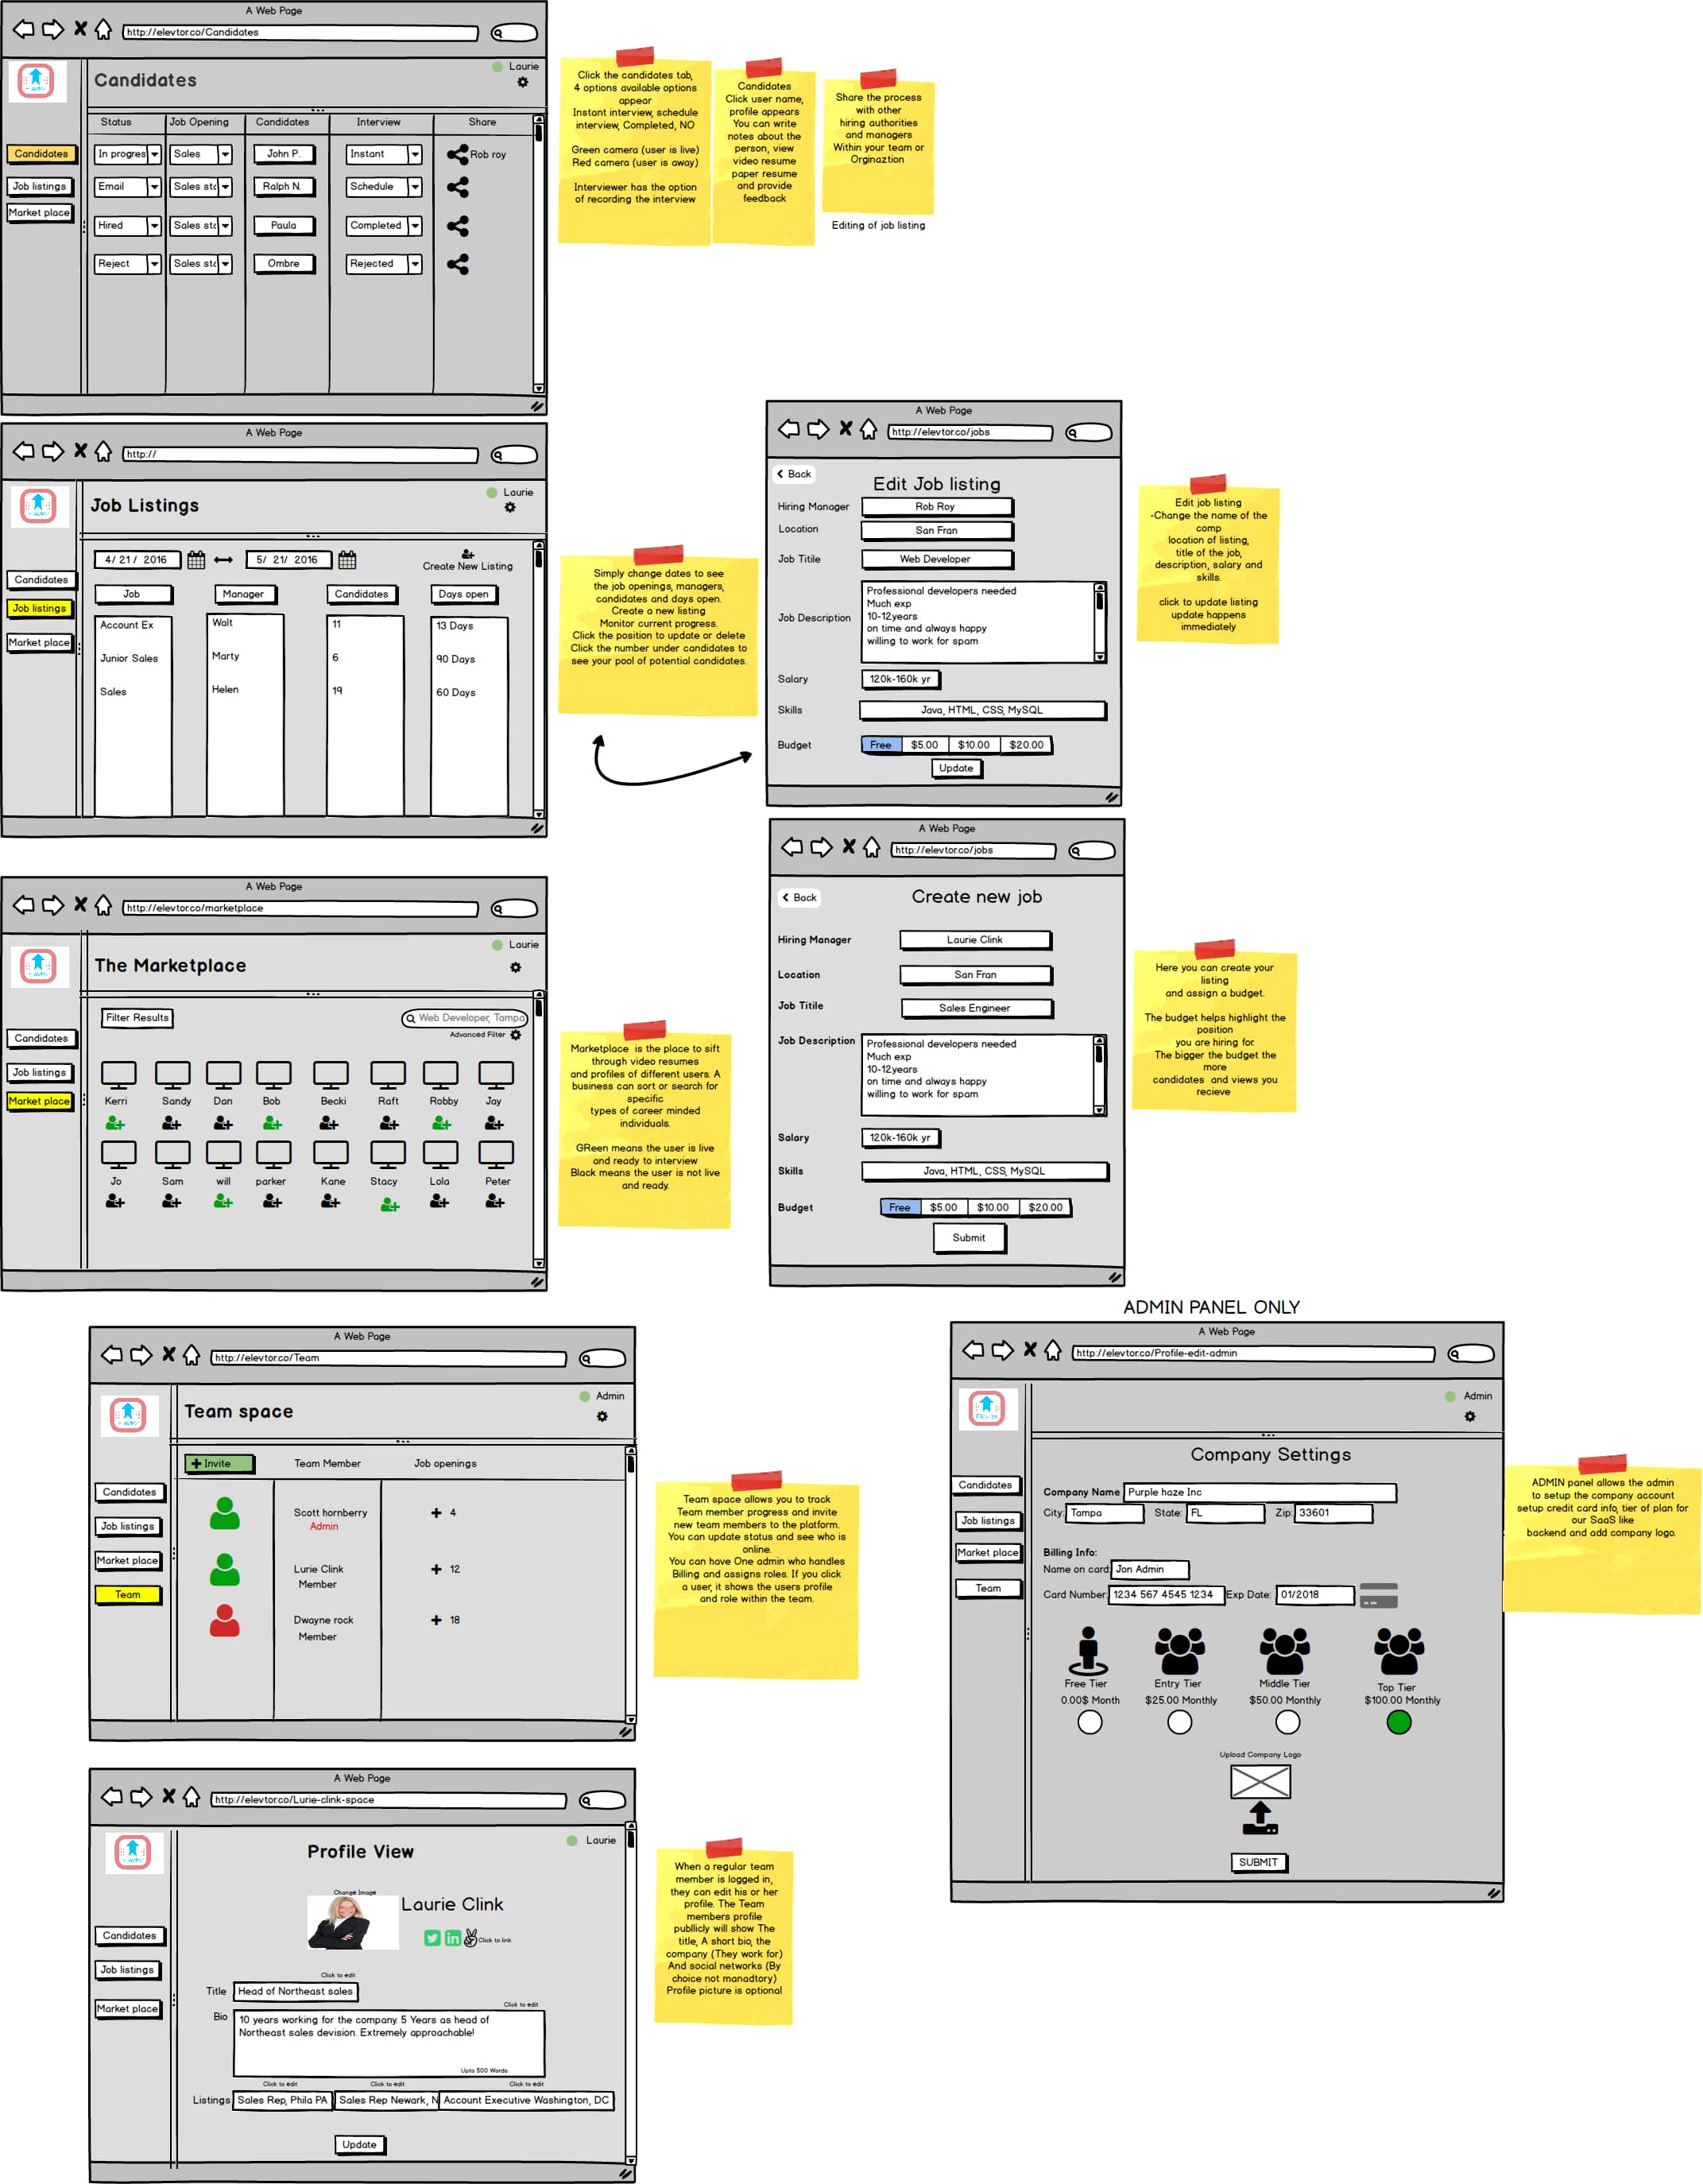 A Web Page
http://elevtor.co/Candidates
Laurie
Candidates
Status Job Opening Candidates Interview Share
Candidates
Job listings
Market place
In progres Sales John P. Instant Rob roy
Email Sales sta Ralph N. Schedule
Hired Sales sta Paula Completed
Reject Sales sta Ombre Rejected
Click the candidates tab,
4 options available options
appear
Instant interview, schedule
interview, Completed, NO
Green camera (user is live)
Red camera (user is away)
Interviewer has the option
of recording the interview
Candidates
Click user name,
profile appears
You can write
notes about the
person, view
video resume
paper resume
and provide
feedback
Share the process
with other
hiring authorities
and managers
Within your team or
Orginaztion
Editing of job listing
A Web Page
http://
Laurie
Job Listings
4/ 21 / 2016
5/ 21/ 2016
Create New Listing
Candidates
Job listings
Market place
Job Manager Candidates Days open
Account Ex Walt 11 13 Days
Junior Sales Marty 6 90 Days
Sales Helen 19 60 Days
Simply change dates to see
the job openings, managers,
candidates and days open.
Create a new listing
Monitor current progress.
Click the position to update or delete
Click the number under candidates to
see your pool of potential candidates.
A Web Page
http://elevtor.co/jobs
Back
Edit Job listing
Hiring Manager Rob Roy
Location San Fran
Job Titile Web Developer
Job Description
Professional developers needed
Much exp
10-12years
on time and always happy
willing to work for spam
Salary 120k-160k yr
Skills Java, HTML, CSS, MySQL
Budget Free $5.00 $10.00 $20.00
Update
Edit job listing
-Change the name of the
comp
location of listing,
title of the job,
description, salary and
skills.
click to update listing
update happens
immediately
A Web Page
http://elevtor.co/jobs
Back
Create new job
Hiring Manager Laurie Clink
Location San Fran
Job Titile Sales Engineer
Job Description
Professional developers needed
Much exp
10-12years
on time and always happy
willing to work for spam
Salary 120k-160k yr
Skills Java, HTML, CSS, MySQL
Budget Free $5.00 $10.00 $20.00
Submit
Here you can create your
listing
and assign a budget.
The budget helps highlight the
position
you are hiring for.
The bigger the budget the
more
candidates and views you
recieve
A Web Page
http://elevtor.co/marketplace
Laurie
The Marketplace
Filter Results
Web Developer, Tampa
Advanced Filter
Candidates
Job listings
Market place
Kerri Sandy Dan Bob Becki Raft Robby Jay
Jo Sam will parker Kane Stacy Lola Peter
Marketplace is the place to sift
through video resumes
and profiles of different users. A
business can sort or search for
specific
types of career minded
individuals.
GReen means the user is live
and ready to interview
Black means the user is not live
and ready.
A Web Page
http://elevtor.co/Team
Admin
Team space
Invite Team Member Job openings
Candidates
Job listings
Market place
Team
Scott hornberry 4
Admin
Lurie Clink 12
Member
Dwayne rock 18
Member
Team space allows you to track
Team member progress and invite
new team members to the platform.
You can update status and see who is
online.
You can have One admin who handles
Billing and assigns roles. If you click
a user, it shows the users profile
and role within the team.
ADMIN PANEL ONLY
A Web Page
http://elevtor.co/Profile-edit-admin
Admin
Company Settings
Candidates
Job listings
Market place
Team
Company Name Purple haze Inc
City: Tampa State: FL Zip: 33601
Billing Info:
Name on card: Jon Admin
Card Number: 1234 567 4545 1234 Exp Date: 01/2018
Free Tier Entry Tier Middle Tier Top Tier
0.00$ Month $25.00 Monthly $50.00 Monthly $100.00 Monthly
Upload Company Logo
SUBMIT
ADMIN panel allows the admin
to setup the company account
setup credit card info, tier of plan for
our SaaS like
backend and add company logo.
A Web Page
http://elevtor.co/Lurie-clink-space
Laurie
Profile View
Change Image
Laurie Clink
Click to link
Candidates
Job listings
Market place
Click to edit
Title Head of Northeast sales
Click to edit
Bio
10 years working for the company. 5 Years as head of
Northeast sales devision. Extremely approachable!
Upto 500 Words
Click to edit Click to edit Click to edit
Listings Sales Rep, Phila PA Sales Rep Newark, N Account Executive Washington, DC
Update
When a regular team
member is logged in,
they can edit his or her
profile. The Team
members profile
publlicly will show The
title, A short bio, the
company (They work for)
And social networks (By
choice not manadtory)
Profile picture is optional